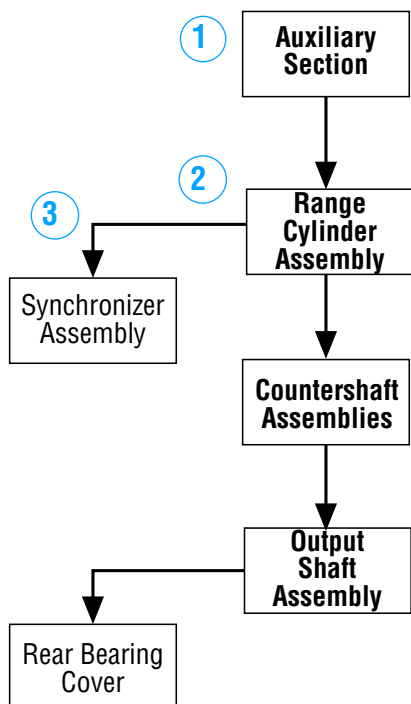 1
Auxiliary
Section
2
Range
Cylinder
Assembly
3
Synchronizer
Assembly
Countershaft
Assemblies
Output
Shaft
Assembly
Rear Bearing
Cover